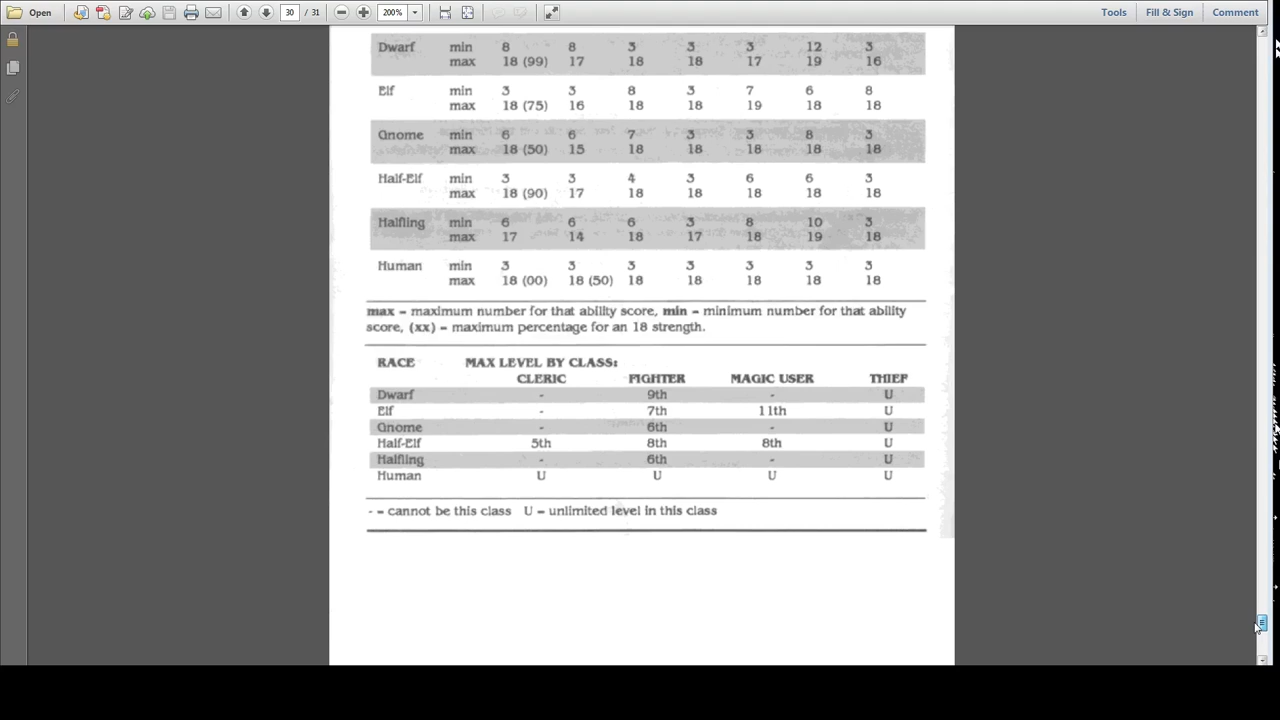 Open 30 / 31 200% Tools Fill & Sign Comment
Dwarf min 8 8 3 3 3 12 3
max 18 (99) 17 18 18 17 19 16
Elf min 3 3 8 3 7 6 8
max 18 (75) 16 18 18 19 18 18
Gnome min 6 6 7 3 3 8 3
max 18 (50) 15 18 18 18 18 18
Half-Elf min 3 3 4 3 6 6 3
max 18 (90) 17 18 18 18 18 18
Halfling min 6 6 6 3 8 10 3
max 17 14 18 17 18 19 18
Human min 3 3 3 3 3 3 3
max 18 (00) 18 (50) 18 18 18 18 18
max = maximum number for that ability score, min = minimum number for that ability
score, (xx) = maximum percentage for an 18 strength.
RACE MAX LEVEL BY CLASS:
CLERIC FIGHTER MAGIC USER THIEF
Dwarf - 9th - U
Elf - 7th 11th U
Gnome - 6th - U
Half-Elf 5th 8th 8th U
Halfling - 6th - U
Human U U U U
- = cannot be this class U = unlimited level in this class